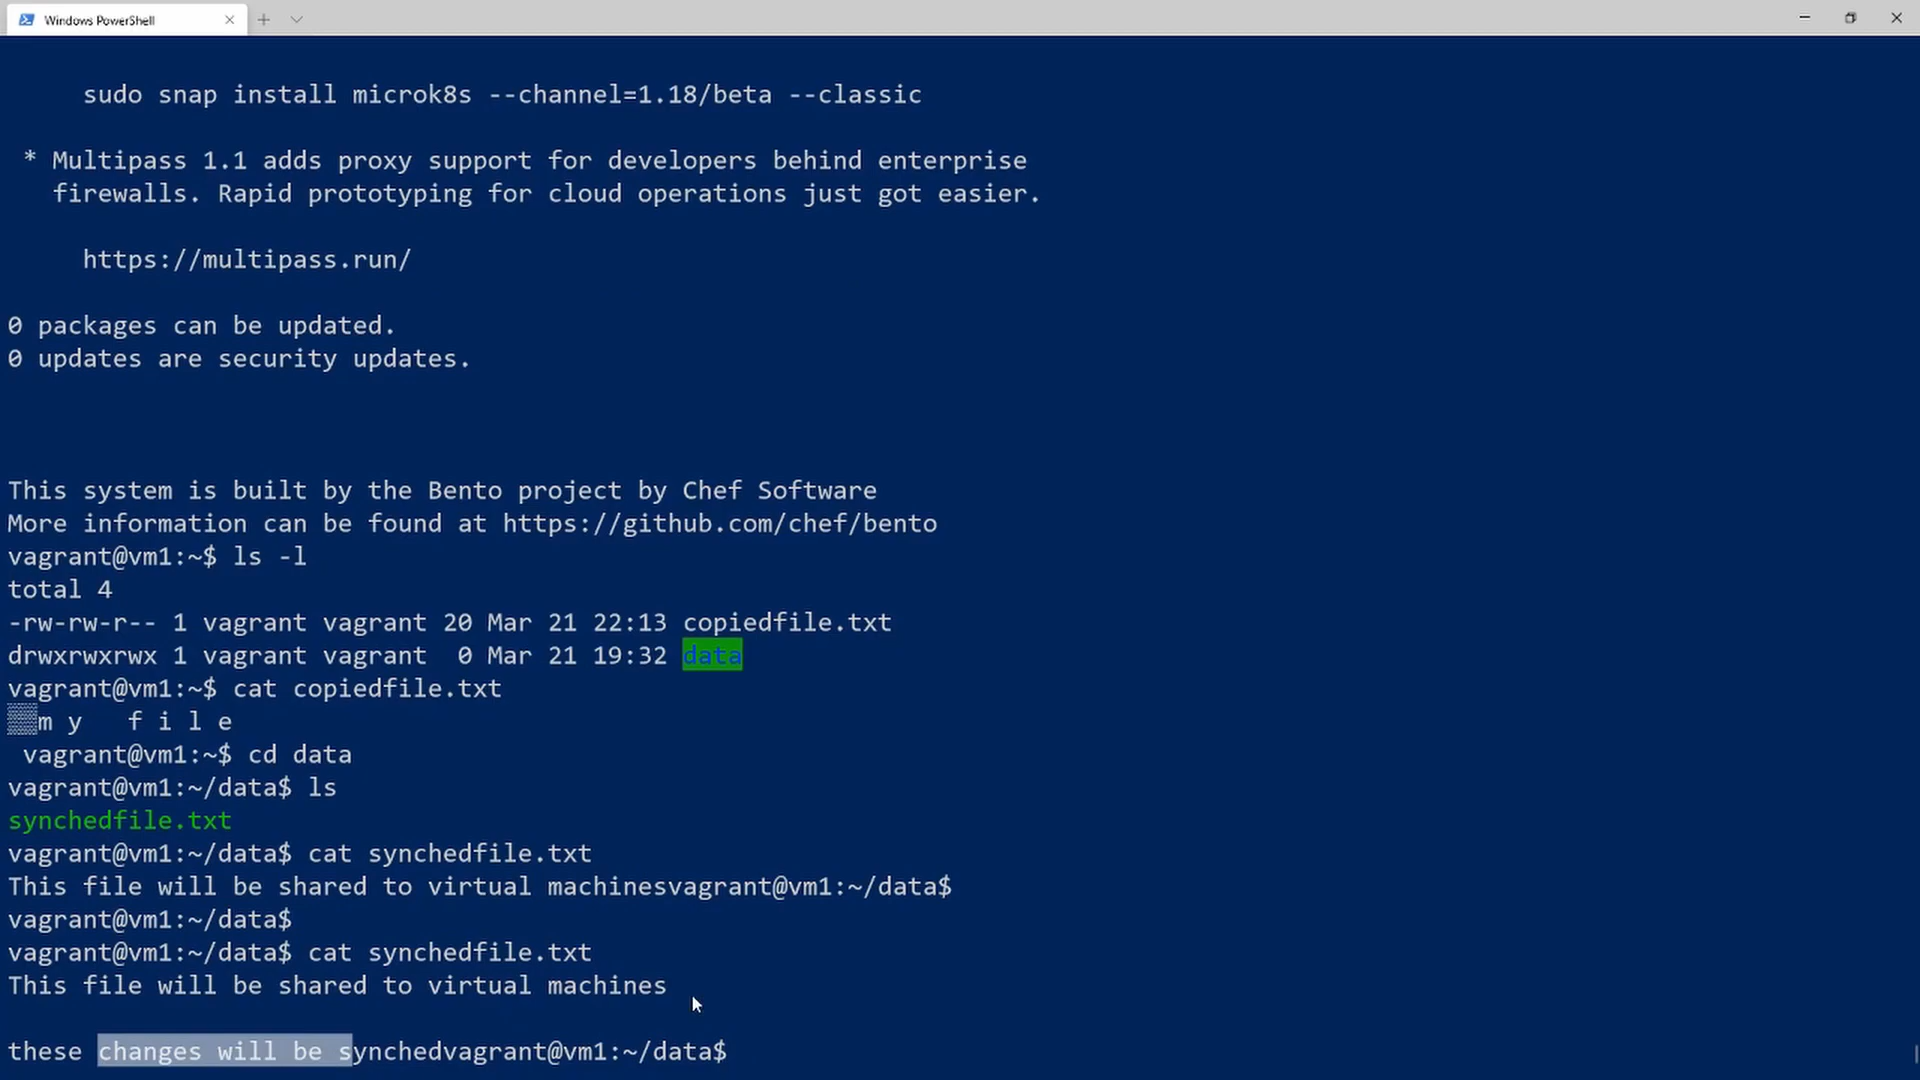 Windows PowerShell
sudo snap install microk8s --channel=1.18/beta --classic
* Multipass 1.1 adds proxy support for developers behind enterprise
firewalls. Rapid prototyping for cloud operations just got easier.
https://multipass.run/
0 packages can be updated.
0 updates are security updates.
This system is built by the Bento project by Chef Software
More information can be found at https://github.com/chef/bento
vagrant@vm1:~$ ls -l
total 4
-rw-rw-r-- 1 vagrant vagrant 20 Mar 21 22:13 copiedfile.txt
drwxrwxrwx 1 vagrant vagrant  0 Mar 21 19:32 data
vagrant@vm1:~$ cat copiedfile.txt
m y   f i l e
vagrant@vm1:~$ cd data
vagrant@vm1:~/data$ ls
synchedfile.txt
vagrant@vm1:~/data$ cat synchedfile.txt
This file will be shared to virtual machinesvagrant@vm1:~/data$
vagrant@vm1:~/data$
vagrant@vm1:~/data$ cat synchedfile.txt
This file will be shared to virtual machines
these changes will be synchedvagrant@vm1:~/data$